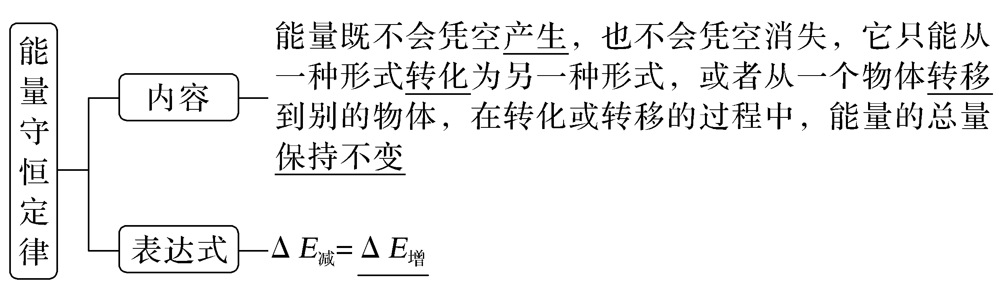 能量守恒定律
内容
能量既不会凭空产生，也不会凭空消失，它只能从
一种形式转化为另一种形式，或者从一个物体转移
到别的物体，在转化或转移的过程中，能量的总量
保持不变
表达式
Δ E减=Δ E增